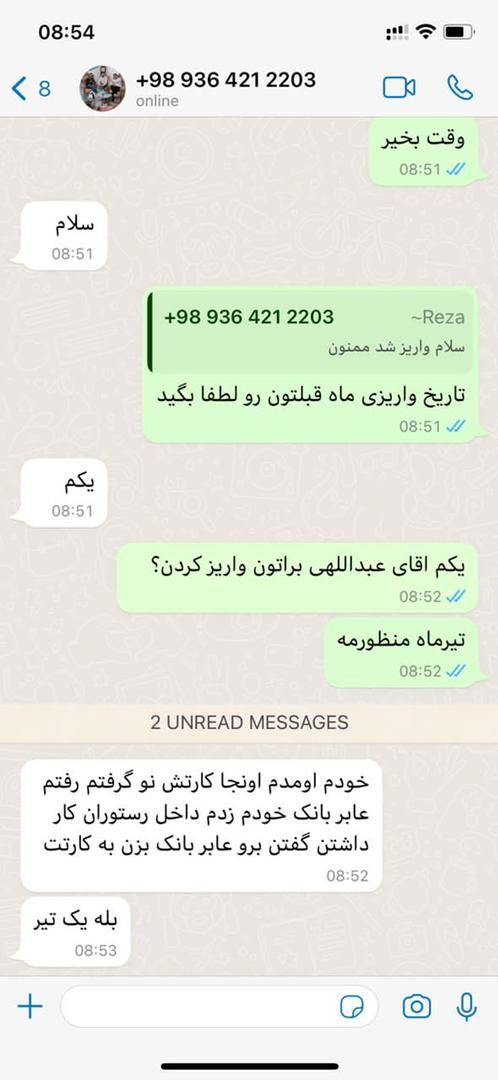 08:54
8
+98 936 421 2203
online
وقت بخیر
08:51
سلام
08:51
+98 936 421 2203 ~Reza
سلام واریز شد ممنون
تاریخ واریزی ماه قبلتون رو لطفا بگید
08:51
یکم
08:51
یکم اقای عبداللهی براتون واریز کردن؟
08:52
تیرماه منظورمه
08:52
2 UNREAD MESSAGES
خودم اومدم اونجا کارتش نو گرفتم رفتم
عابر بانک خودم زدم داخل رستوران کار
داشتن گفتن برو عابر بانک بزن به کارتت
08:52
بله یک تیر
08:53